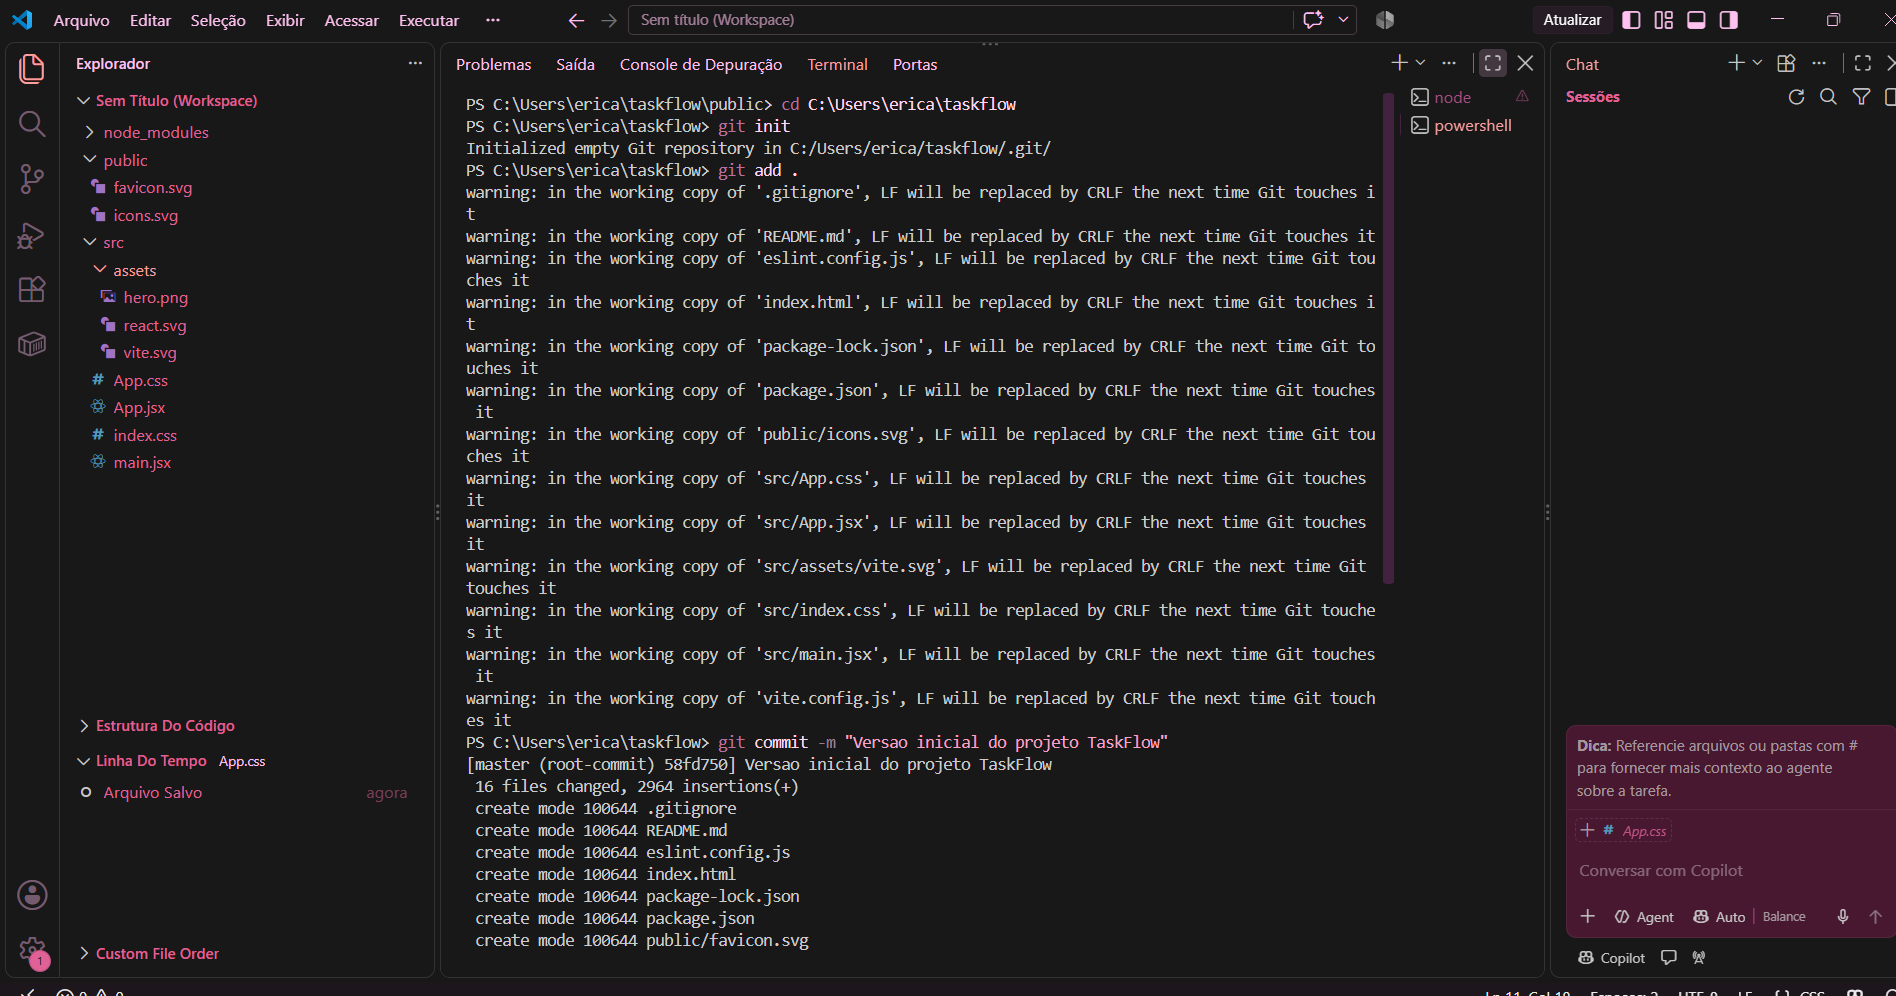 Arquivo Editar Seleção Exibir Acessar Executar ···
Sem título (Workspace)
Atualizar
Explorador ···
Sem Título (Workspace)
node_modules
public
favicon.svg
icons.svg
src
assets
hero.png
react.svg
vite.svg
# App.css
App.jsx
# index.css
main.jsx
Estrutura Do Código
Linha Do Tempo App.css
Arquivo Salvo agora
Custom File Order
1
Problemas Saída Console de Depuração Terminal Portas
PS C:\Users\erica\taskflow\public> cd C:\Users\erica\taskflow
PS C:\Users\erica\taskflow> git init
Initialized empty Git repository in C:/Users/erica/taskflow/.git/
PS C:\Users\erica\taskflow> git add .
warning: in the working copy of '.gitignore', LF will be replaced by CRLF the next time Git touches i
t
warning: in the working copy of 'README.md', LF will be replaced by CRLF the next time Git touches it
warning: in the working copy of 'eslint.config.js', LF will be replaced by CRLF the next time Git tou
ches it
warning: in the working copy of 'index.html', LF will be replaced by CRLF the next time Git touches i
t
warning: in the working copy of 'package-lock.json', LF will be replaced by CRLF the next time Git to
uches it
warning: in the working copy of 'package.json', LF will be replaced by CRLF the next time Git touches
 it
warning: in the working copy of 'public/icons.svg', LF will be replaced by CRLF the next time Git tou
ches it
warning: in the working copy of 'src/App.css', LF will be replaced by CRLF the next time Git touches
it
warning: in the working copy of 'src/App.jsx', LF will be replaced by CRLF the next time Git touches
it
warning: in the working copy of 'src/assets/vite.svg', LF will be replaced by CRLF the next time Git
touches it
warning: in the working copy of 'src/index.css', LF will be replaced by CRLF the next time Git touche
s it
warning: in the working copy of 'src/main.jsx', LF will be replaced by CRLF the next time Git touches
 it
warning: in the working copy of 'vite.config.js', LF will be replaced by CRLF the next time Git touch
es it
PS C:\Users\erica\taskflow> git commit -m "Versao inicial do projeto TaskFlow"
[master (root-commit) 58fd750] Versao inicial do projeto TaskFlow
 16 files changed, 2964 insertions(+)
 create mode 100644 .gitignore
 create mode 100644 README.md
 create mode 100644 eslint.config.js
 create mode 100644 index.html
 create mode 100644 package-lock.json
 create mode 100644 package.json
 create mode 100644 public/favicon.svg
node
powershell
Chat
Sessões
Dica: Referencie arquivos ou pastas com #
para fornecer mais contexto ao agente
sobre a tarefa.
# App.css
Conversar com Copilot
Agent Auto Balance
Copilot